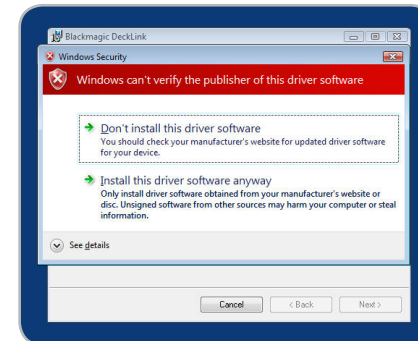 Blackmagic DeckLink
Windows Security
Windows can't verify the publisher of this driver software
Don't install this driver software
You should check your manufacturer's website for updated driver software
for your device.
Install this driver software anyway
Only install driver software obtained from your manufacturer's website or
disc. Unsigned software from other sources may harm your computer or steal
information.
See details
Cancel
< Back
Next >